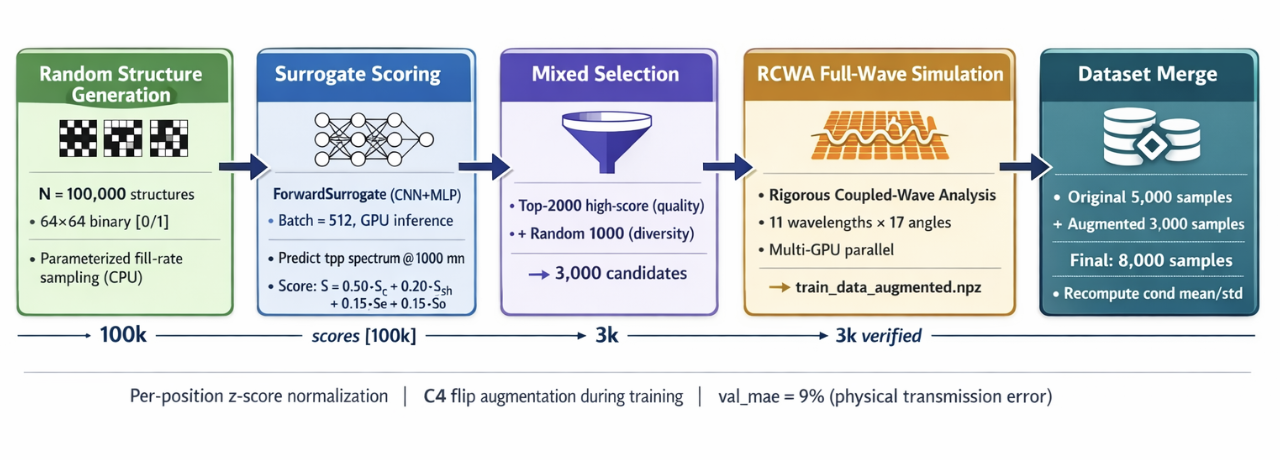 Random Structure
Generation
N = 100,000 structures
• 64×64 binary [0/1]
• Parameterized fill-rate
sampling (CPU)
Surrogate Scoring
ForwardSurrogate (CNN+MLP)
• Batch = 512, GPU inference
• Predict tpp spectrum @ 1000 mn
• Score: S = 0.50·Sc + 0.20·Ssh
+ 0.15·Se + 0.15·So
Mixed Selection
• Top-2000 high-score (quality)
• + Random 1000 (diversity)
→ 3,000 candidates
RCWA Full-Wave Simulation
• Rigorous Coupled-Wave Analysis
• 11 wavelengths × 17 angles
• Multi-GPU parallel
→ train_data_augmented.npz
Dataset Merge
• Original 5,000 samples
+ Augmented 3,000 samples
Final: 8,000 samples
• Recompute cond mean/std
100k
scores [100k]
3k
3k verified
Per-position z-score normalization | C4 flip augmentation during training | val_mae = 9% (physical transmission error)